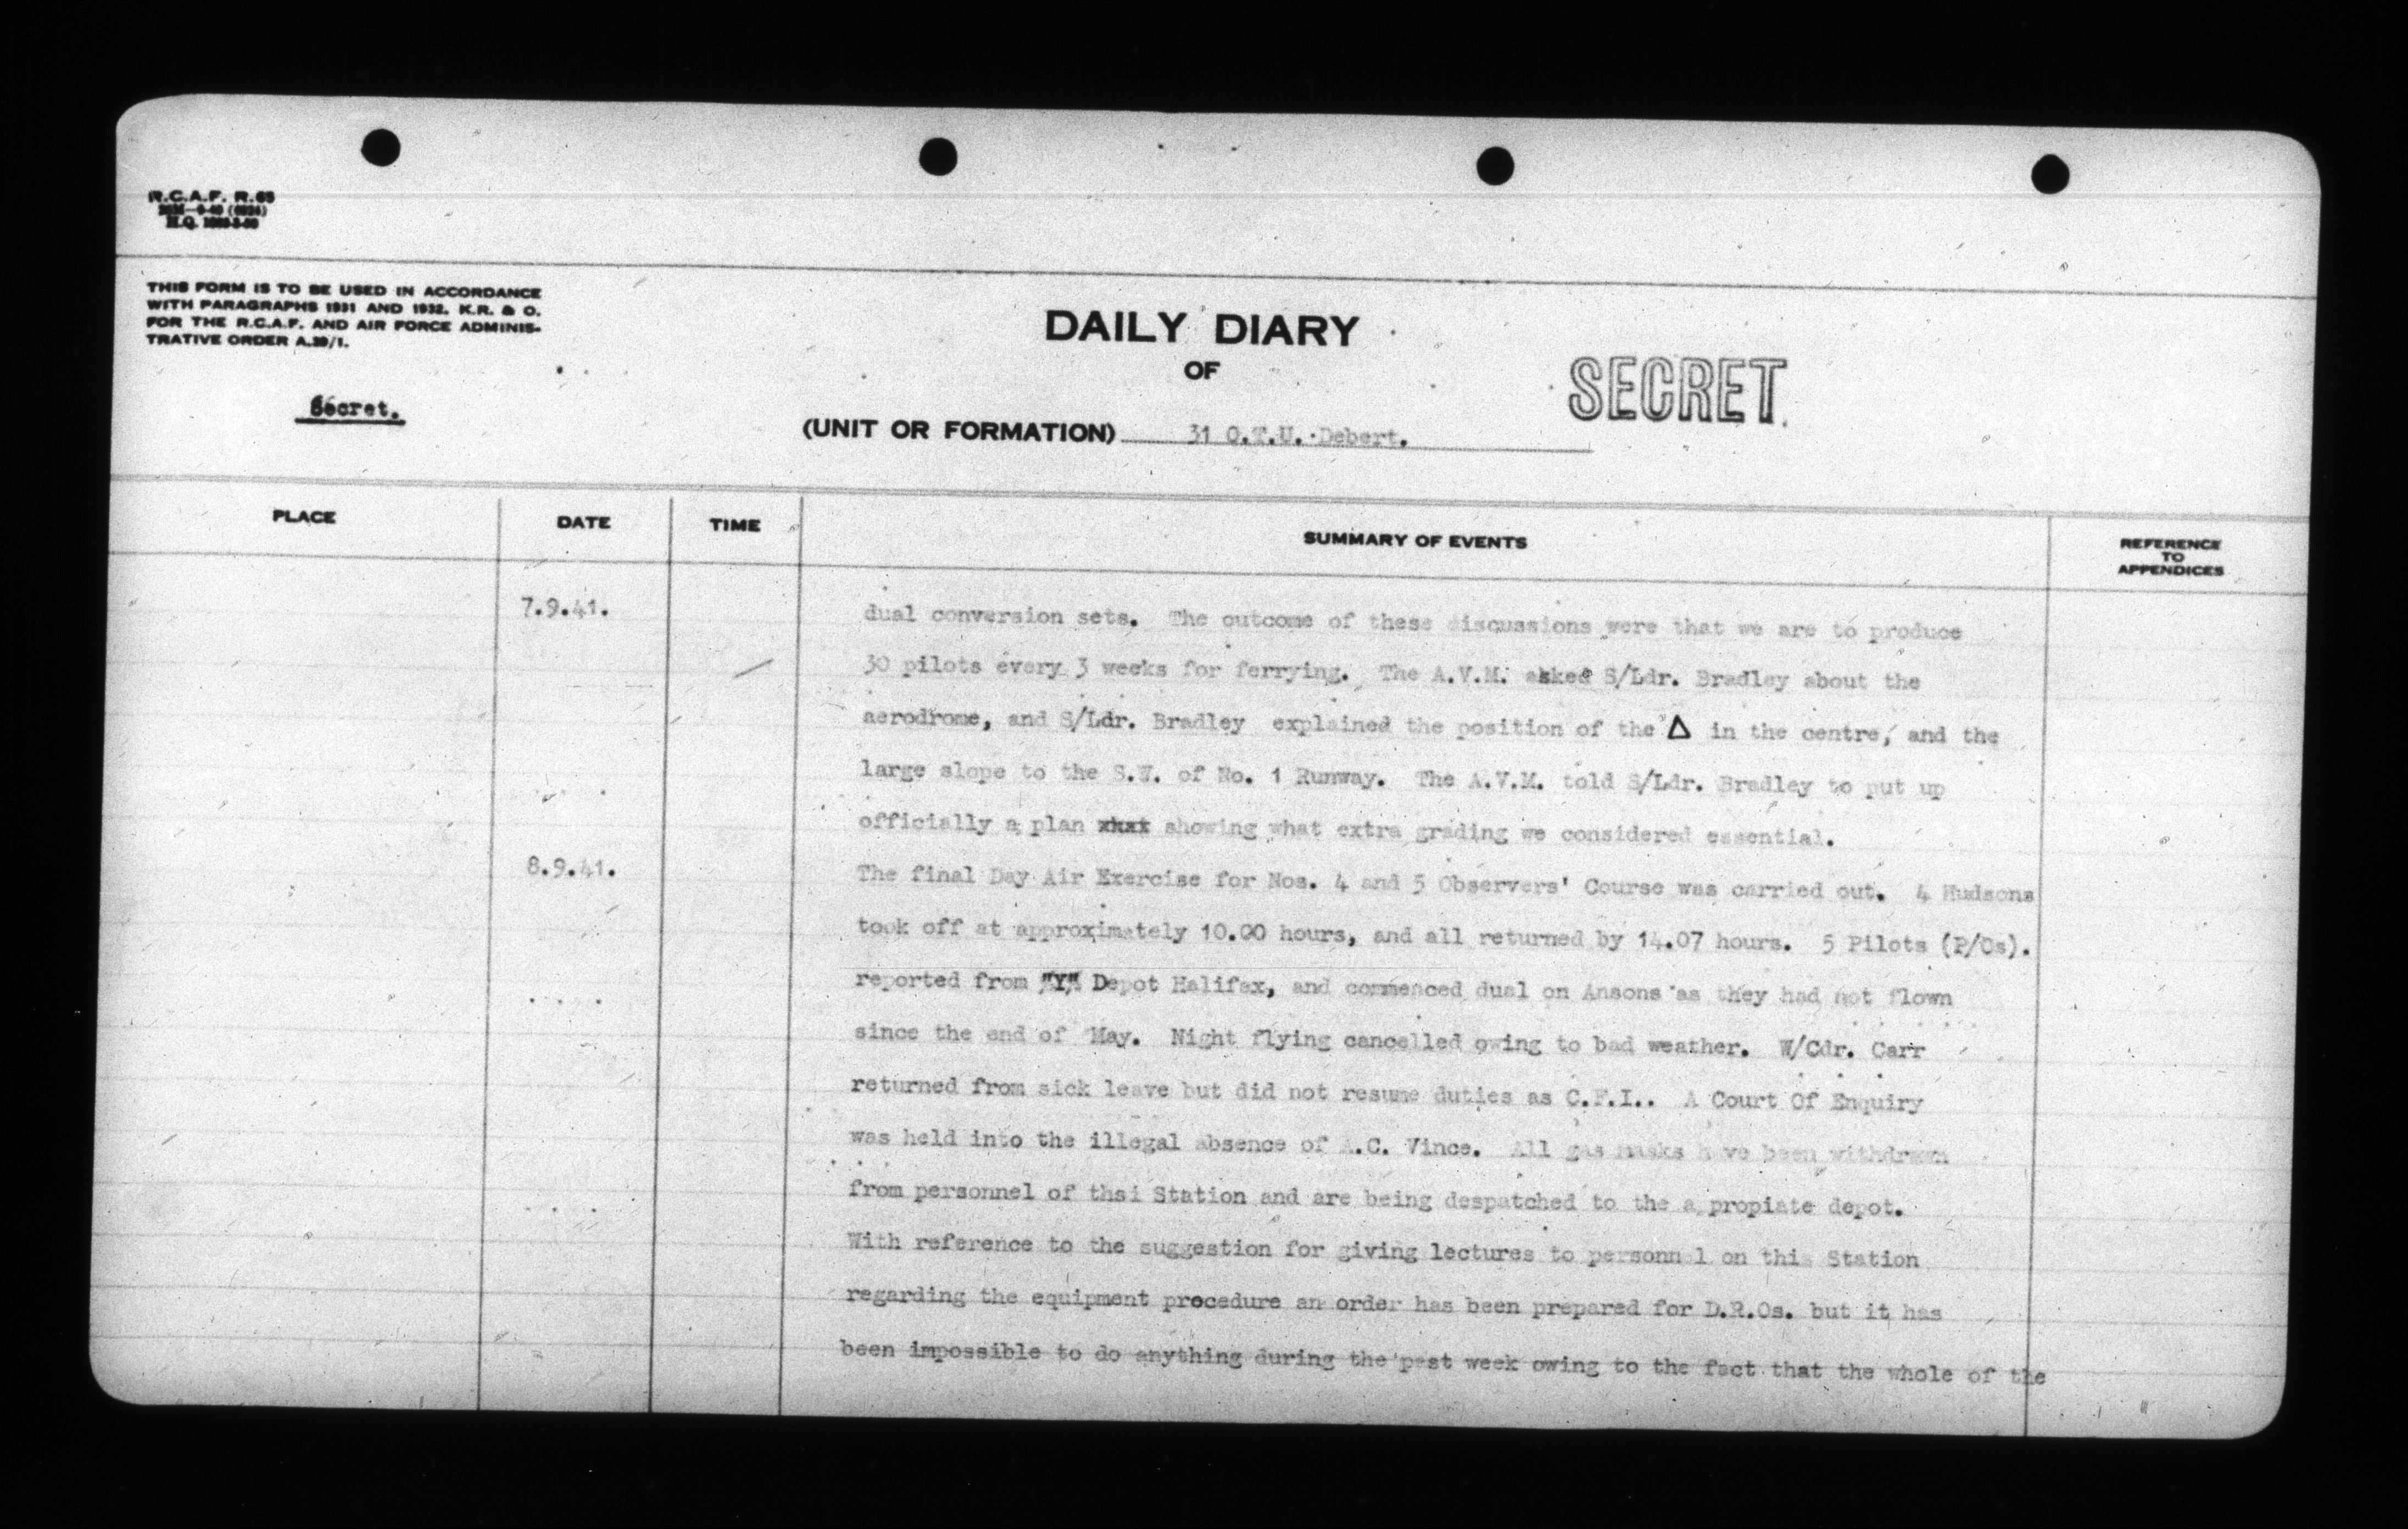 R.C.A.F. R.65
THIS FORM IS TO BE USED IN ACCORDANCE
WITH PARAGRAPHS 1931 AND 1932, K.R. & O.
FOR THE R.C.A.F. AND AIR FORCE ADMINIS-
TRATIVE ORDER A.39/1.
Secret.
DAILY DIARY
OF
SECRET
(UNIT OR FORMATION) 31 O.T.U. Debert.
PLACE DATE TIME SUMMARY OF EVENTS REFERENCE TO APPENDICES
7.9.41. dual conversion sets. The outcome of these discussions were that we are to produce
30 pilots every 3 weeks for ferrying. The A.V.M. asked S/Ldr. Bradley about the
aerodrome, and S/Ldr. Bradley explained the position of the Δ in the centre, and the
large slope to the S.W. of No. 1 Runway. The A.V.M. told S/Ldr. Bradley to put up
officially a plan showing what extra grading we considered essential.
8.9.41. The final Day Air Exercise for Nos. 4 and 5 Observers' Course was carried out. 4 Hudsons
took off at approximately 10.00 hours, and all returned by 14.07 hours. 5 Pilots (P/Os).
reported from "Y" Depot Halifax, and commenced dual on Ansons as they had not flown
since the end of May. Night flying cancelled owing to bad weather. W/Cdr. Carr
returned from sick leave but did not resume duties as C.F.I.. A Court Of Enquiry
was held into the illegal absence of A.C. Vince. All gas masks have been withdrawn
from personnel of thsi Station and are being despatched to the a propiate depot.
With reference to the suggestion for giving lectures to personnel on this Station
regarding the equipment procedure an order has been prepared for D.R.Os. but it has
been impossible to do anything during the past week owing to the fact that the whole of the